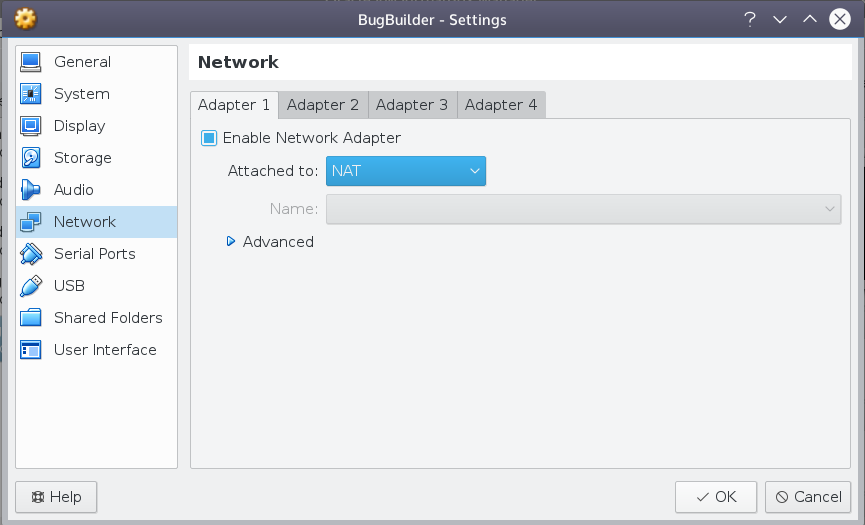 BugBuilder - Settings
General
System
Display
Storage
Audio
Network
Serial Ports
USB
Shared Folders
User Interface
Network
Adapter 1 Adapter 2 Adapter 3 Adapter 4
Enable Network Adapter
Attached to: NAT
Name:
Advanced
Help OK Cancel